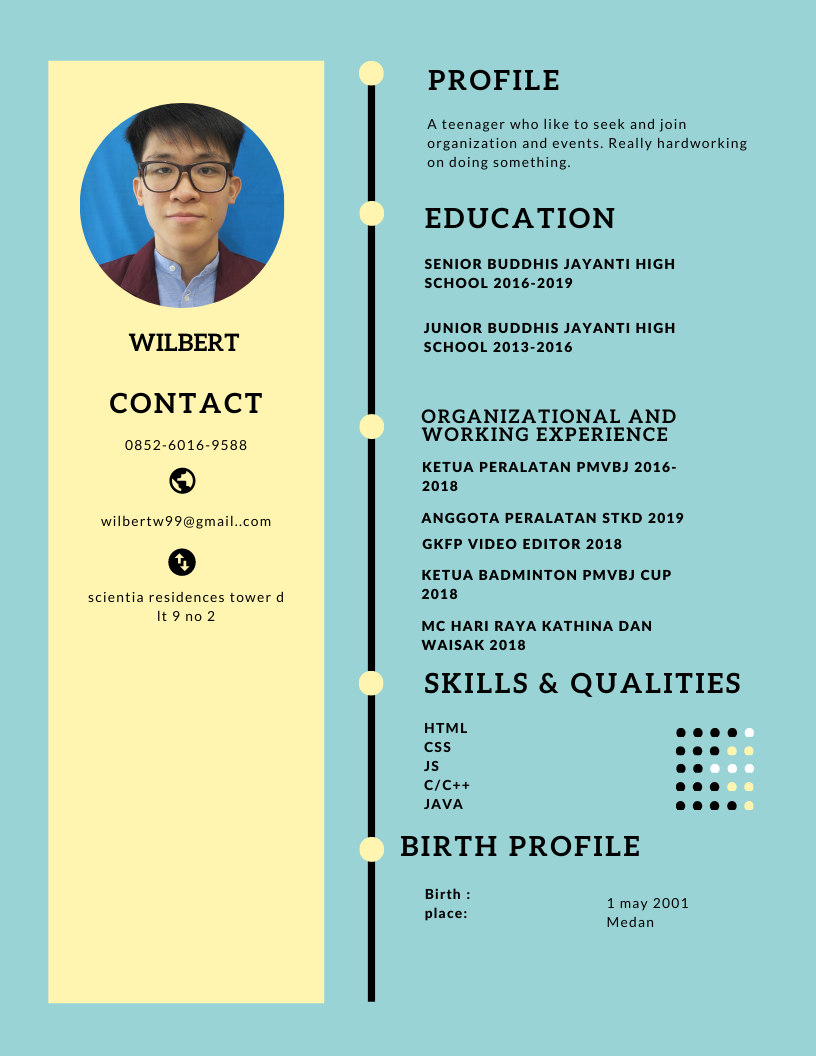 WILBERT
CONTACT
0852-6016-9588
wilbertw99@gmail..com
scientia residences tower d
lt 9 no 2
PROFILE
A teenager who like to seek and join
organization and events. Really hardworking
on doing something.
EDUCATION
SENIOR BUDDHIS JAYANTI HIGH
SCHOOL 2016-2019
JUNIOR BUDDHIS JAYANTI HIGH
SCHOOL 2013-2016
ORGANIZATIONAL AND
WORKING EXPERIENCE
KETUA PERALATAN PMVBJ 2016-
2018
ANGGOTA PERALATAN STKD 2019
GKFP VIDEO EDITOR 2018
KETUA BADMINTON PMVBJ CUP
2018
MC HARI RAYA KATHINA DAN
WAISAK 2018
SKILLS & QUALITIES
HTML
CSS
JS
C/C++
JAVA
BIRTH PROFILE
Birth :
1 may 2001
place:
Medan